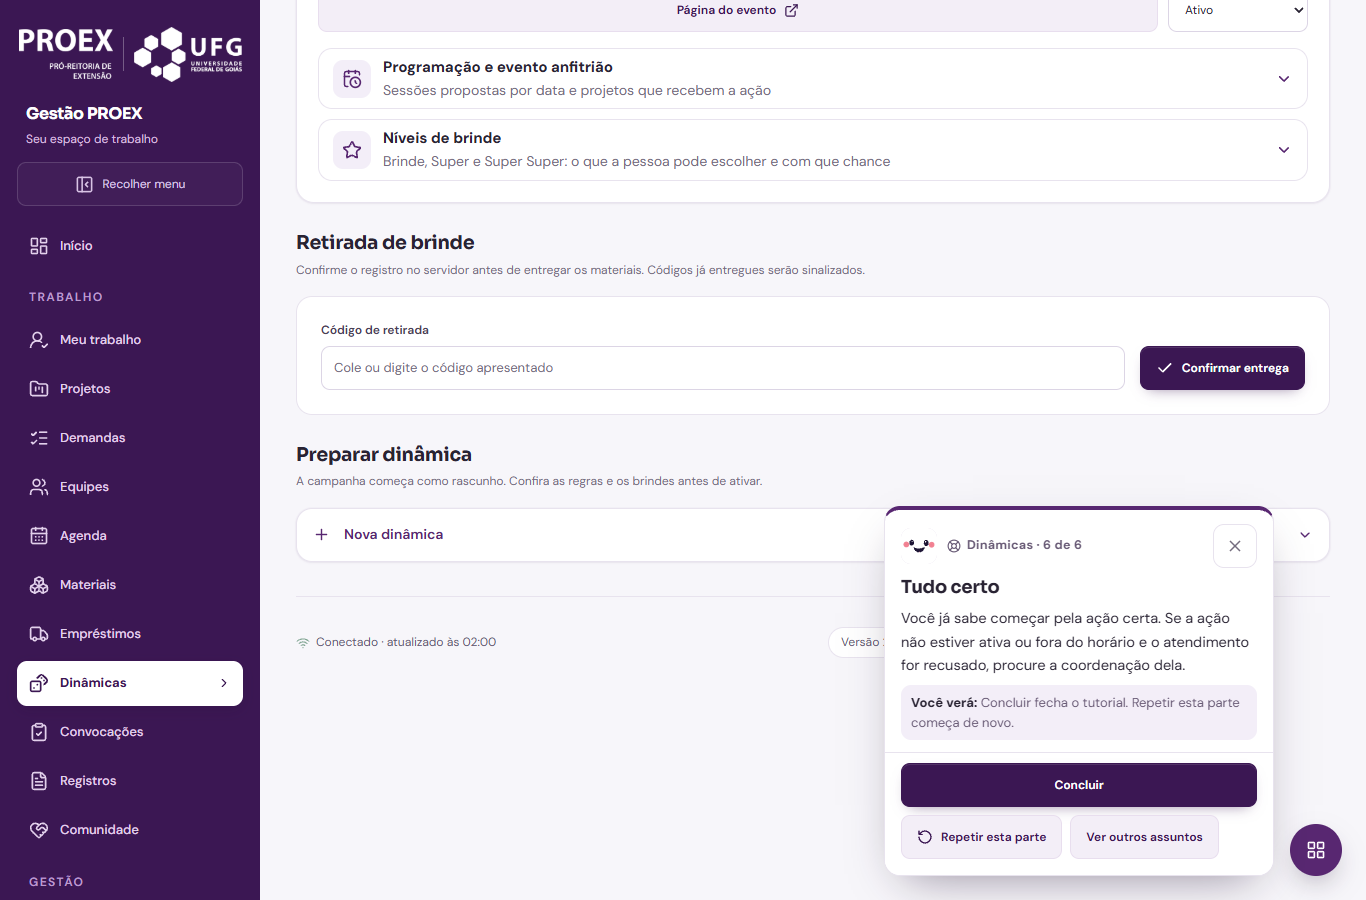 PROEX
PRÓ-REITORIA DE
EXTENSÃO
UFG
UNIVERSIDADE
FEDERAL DE GOIÁS
Gestão PROEX
Seu espaço de trabalho
Recolher menu
Início
TRABALHO
Meu trabalho
Projetos
Demandas
Equipes
Agenda
Materiais
Empréstimos
Dinâmicas
Convocações
Registros
Comunidade
GESTÃO
Página do evento
Ativo
Programação e evento anfitrião
Sessões propostas por data e projetos que recebem a ação
Níveis de brinde
Brinde, Super e Super Super: o que a pessoa pode escolher e com que chance
Retirada de brinde
Confirme o registro no servidor antes de entregar os materiais. Códigos já entregues serão sinalizados.
Código de retirada
Cole ou digite o código apresentado
Confirmar entrega
Preparar dinâmica
A campanha começa como rascunho. Confira as regras e os brindes antes de ativar.
Nova dinâmica
Conectado · atualizado às 02:00
Versão
Dinâmicas · 6 de 6
Tudo certo
Você já sabe começar pela ação certa. Se a ação
não estiver ativa ou fora do horário e o atendimento
for recusado, procure a coordenação dela.
Você verá: Concluir fecha o tutorial. Repetir esta parte
começa de novo.
Concluir
Repetir esta parte
Ver outros assuntos